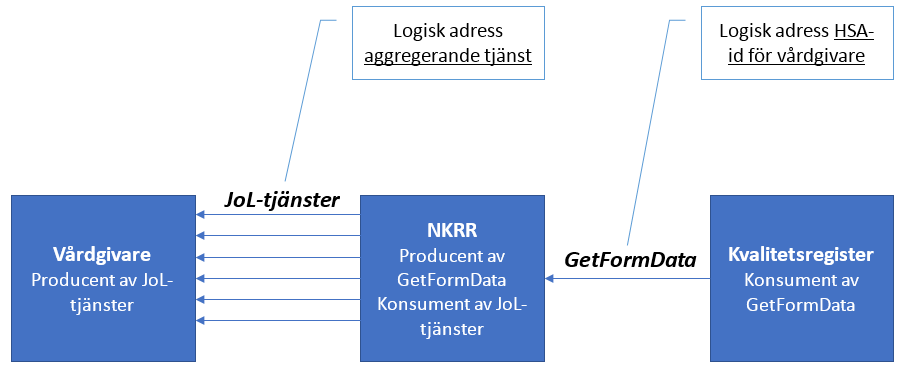 Logisk adress
aggregerande tjänst
Logisk adress HSA-
id för vårdgivare
JoL-tjänster
GetFormData
Vårdgivare
Producent av JoL-
tjänster
NKRR
Producent av
GetFormData
Konsument av JoL-
tjänster
Kvalitetsregister
Konsument av
GetFormData